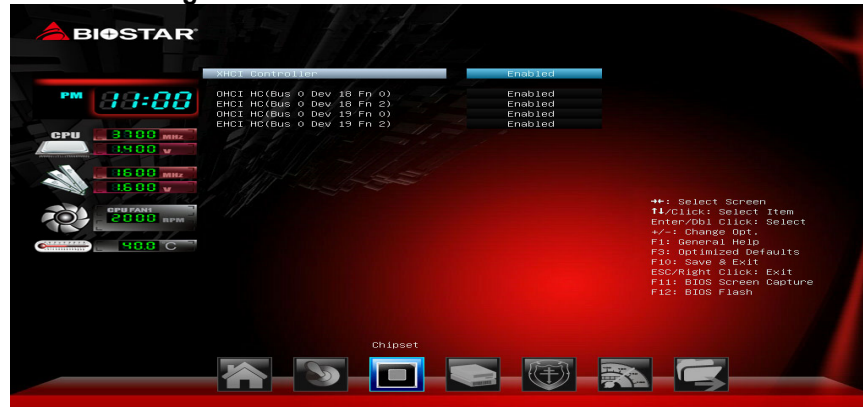 BIOSTAR
XHCI Controller Enabled
OHCI HC(Bus 0 Dev 18 Fn 0) Enabled
EHCI HC(Bus 0 Dev 18 Fn 2) Enabled
OHCI HC(Bus 0 Dev 19 Fn 0) Enabled
EHCI HC(Bus 0 Dev 19 Fn 2) Enabled
PM 11:00
CPU 3700 MHz
1.400 V
1600 MHz
1.600 V
CPU FAN1
2000 RPM
40.0 C
→←: Select Screen
↑↓/Click: Select Item
Enter/Dbl Click: Select
+/-: Change Opt.
F1: General Help
F3: Optimized Defaults
F10: Save & Exit
ESC/Right Click: Exit
F11: BIOS Screen Capture
F12: BIOS Flash
Chipset